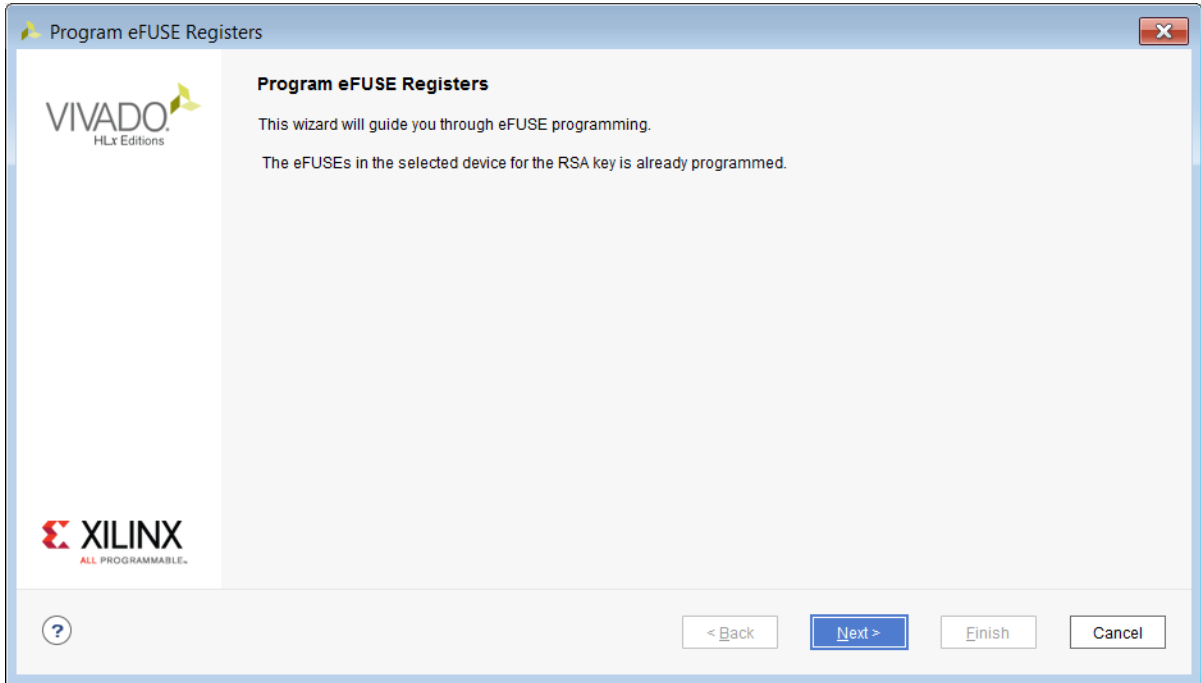 Program eFUSE Registers
VIVADO.
HLx Editions
Program eFUSE Registers
This wizard will guide you through eFUSE programming.
The eFUSEs in the selected device for the RSA key is already programmed.
XILINX
ALL PROGRAMMABLE™
?
< Back
Next >
Finish
Cancel